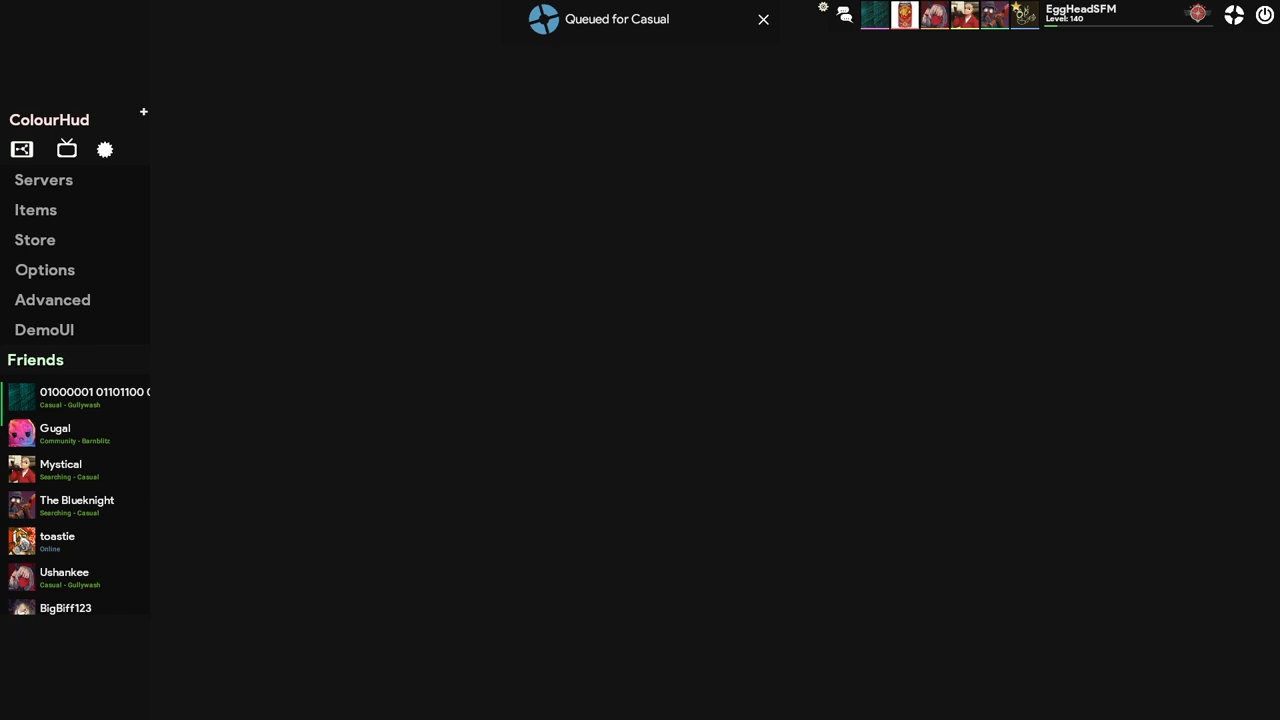 Queued for Casual
EggHeadSFM
Level: 140
ColourHud
Servers
Items
Store
Options
Advanced
DemoUI
Friends
01000001 01101100 0
Casual - Gullywash
Gugal
Community - Barnblitz
Mystical
Searching - Casual
The Blueknight
Searching - Casual
toastie
Online
Ushankee
Casual - Gullywash
BigBiff123